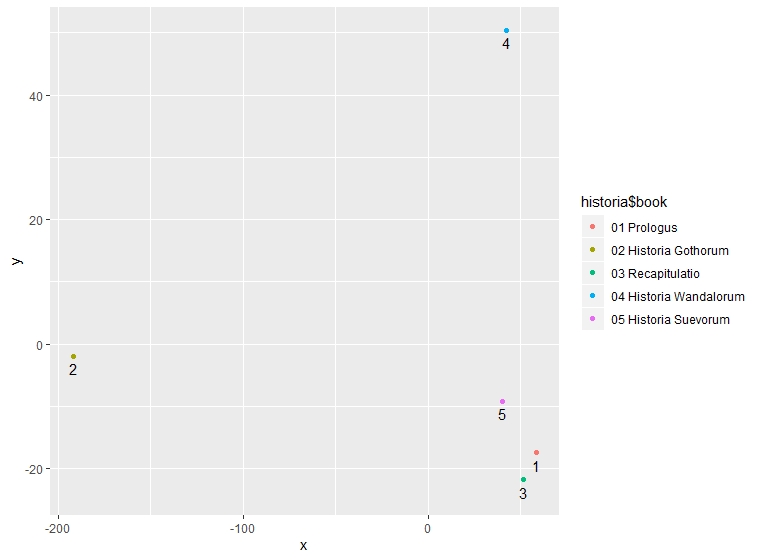 4
40
historia$book
01 Prologus
20
02 Historia Gothorum
y
03 Recapitulatio
04 Historia Wandalorum
05 Historia Suevorum
0
2
5
1
-20
3
-200
-100
0
x